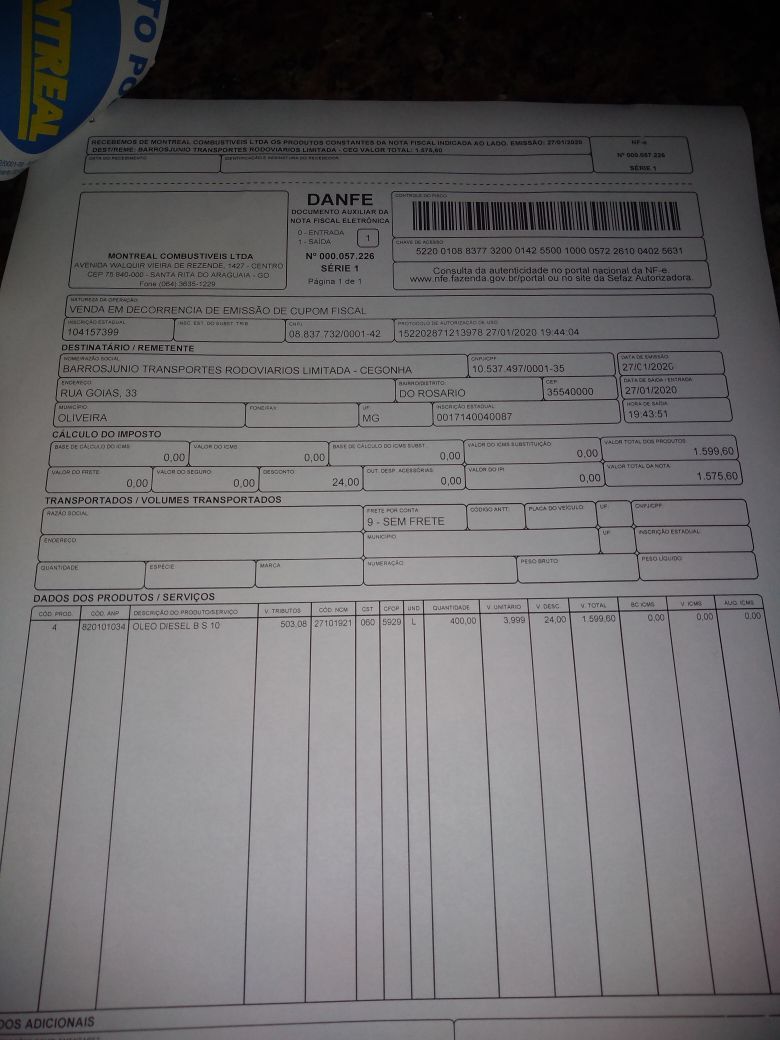 NTREAL
TO PO
RECEBEMOS DE MONTREAL COMBUSTIVEIS LTDA OS PRODUTOS CONSTANTES DA NOTA FISCAL INDICADA AO LADO. EMISSÃO: 27/01/2020
DEST/REME: BARROSJUNIO TRANSPORTES RODOVIARIOS LIMITADA - CEG VALOR TOTAL: 1.575,60
DATA DO RECEBIMENTO IDENTIFICAÇÃO E ASSINATURA DO RECEBEDOR
NF-e
Nº 000.057.226
SÉRIE 1
MONTREAL COMBUSTIVEIS LTDA
AVENIDA WALQUIR VIEIRA DE REZENDE, 1427 - CENTRO
CEP 75.840-000 - SANTA RITA DO ARAGUAIA - GO
Fone (064) 3635-1229
DANFE
DOCUMENTO AUXILIAR DA
NOTA FISCAL ELETRÔNICA
0 - ENTRADA
1 - SAÍDA 1
Nº 000.057.226
SÉRIE 1
Página 1 de 1
CONTROLE DO FISCO
CHAVE DE ACESSO
5220 0108 8377 3200 0142 5500 1000 0572 2610 0402 5631
Consulta da autenticidade no portal nacional da NF-e.
www.nfe.fazenda.gov.br/portal ou no site da Sefaz Autorizadora.
NATUREZA DA OPERAÇÃO
VENDA EM DECORRENCIA DE EMISSÃO DE CUPOM FISCAL
INSCRIÇÃO ESTADUAL INSC. EST. DO SUBST. TRIB. CNPJ PROTOCOLO DE AUTORIZAÇÃO DE USO
104157399 08.837.732/0001-42 152202871213978 27/01/2020 19:44:04
DESTINATÁRIO / REMETENTE
NOME/RAZÃO SOCIAL CNPJ/CPF DATA DE EMISSÃO
BARROSJUNIO TRANSPORTES RODOVIARIOS LIMITADA - CEGONHA 10.537.497/0001-35 27/01/2020
ENDEREÇO BAIRRO/DISTRITO CEP DATA DE SAÍDA / ENTRADA
RUA GOIAS, 33 DO ROSARIO 35540000 27/01/2020
MUNICÍPIO FONE/FAX UF INSCRIÇÃO ESTADUAL HORA DE SAÍDA
OLIVEIRA MG 0017140040087 19:43:51
CÁLCULO DO IMPOSTO
BASE DE CÁLCULO DO ICMS VALOR DO ICMS BASE DE CÁLCULO DO ICMS SUBST. VALOR DO ICMS SUBSTITUIÇÃO VALOR TOTAL DOS PRODUTOS
0,00 0,00 0,00 0,00 1.599,60
VALOR DO FRETE VALOR DO SEGURO DESCONTO OUT. DESP. ACESSÓRIAS VALOR DO IPI VALOR TOTAL DA NOTA
0,00 0,00 24,00 0,00 0,00 1.575,60
TRANSPORTADOS / VOLUMES TRANSPORTADOS
RAZÃO SOCIAL FRETE POR CONTA CÓDIGO ANTT PLACA DO VEÍCULO UF CNPJ/CPF
9 - SEM FRETE
ENDEREÇO MUNICÍPIO UF INSCRIÇÃO ESTADUAL
QUANTIDADE ESPÉCIE MARCA NUMERAÇÃO PESO BRUTO PESO LÍQUIDO
DADOS DOS PRODUTOS / SERVIÇOS
CÓD. PROD. CÓD. ANP DESCRIÇÃO DO PRODUTO/SERVIÇO V. TRIBUTOS CÓD. NCM CST CFOP UND QUANTIDADE V. UNITÁRIO V. DESC V. TOTAL BC ICMS V. ICMS ALIQ. ICMS
4 820101034 OLEO DIESEL B S 10 503,08 27101921 060 5929 L 400,00 3,999 24,00 1.599,60 0,00 0,00 0,00
DOS ADICIONAIS